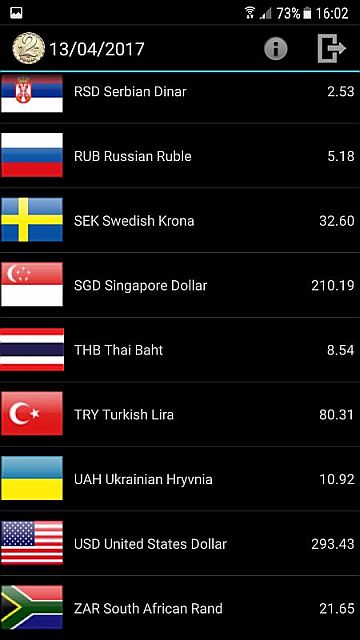 73% 16:02
2 13/04/2017
RSD Serbian Dinar 2.53
RUB Russian Ruble 5.18
SEK Swedish Krona 32.60
SGD Singapore Dollar 210.19
THB Thai Baht 8.54
TRY Turkish Lira 80.31
UAH Ukrainian Hryvnia 10.92
USD United States Dollar 293.43
ZAR South African Rand 21.65